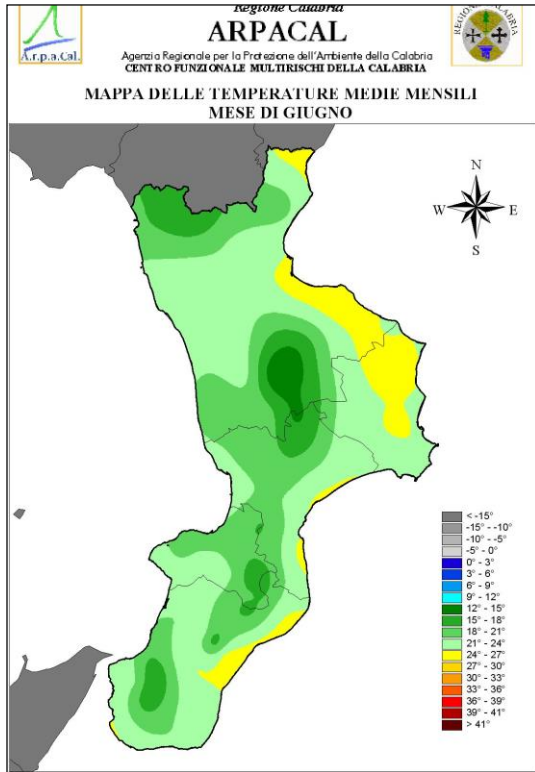 Regione Calabria
ARPACAL
Agenzia Regionale per la Protezione dell'Ambiente della Calabria
CENTRO FUNZIONALE MULTIRISCHI DELLA CALABRIA
A.r.p.a.Cal.
REGIONE CALABRIA
MAPPA DELLE TEMPERATURE MEDIE MENSILI
MESE DI GIUGNO
N
W E
S
< -15°
-15° - -10°
-10° - -5°
-5° - 0°
0° - 3°
3° - 6°
6° - 9°
9° - 12°
12° - 15°
15° - 18°
18° - 21°
21° - 24°
24° - 27°
27° - 30°
30° - 33°
33° - 36°
36° - 39°
39° - 41°
> 41°